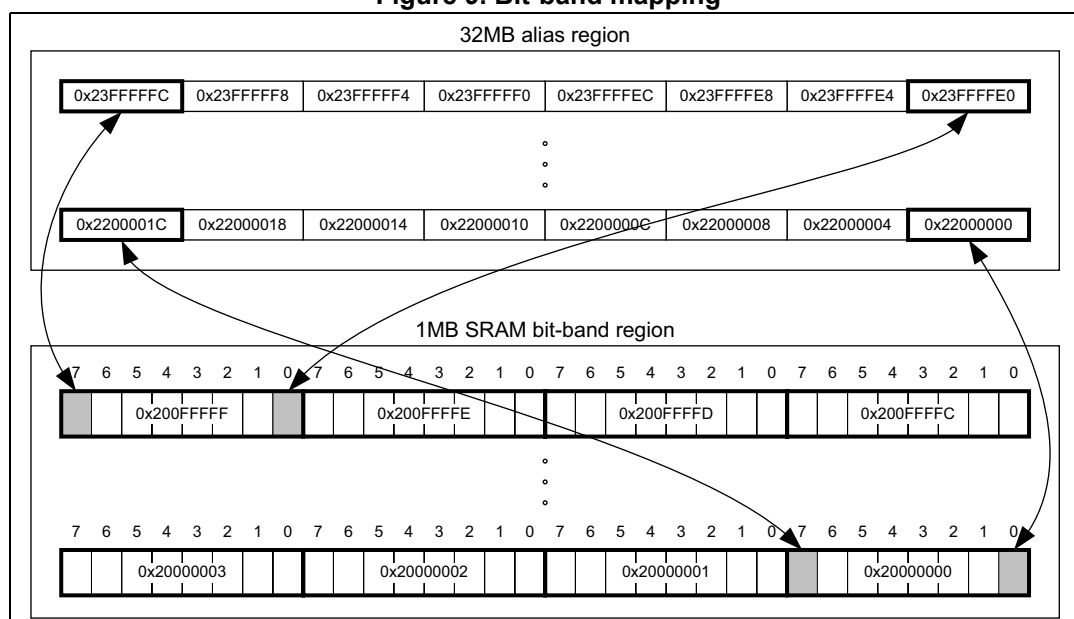 32MB alias region
0x23FFFFFC 0x23FFFFF8 0x23FFFFF4 0x23FFFFF0 0x23FFFFEC 0x23FFFFE8 0x23FFFFE4 0x23FFFFE0
0x2200001C 0x22000018 0x22000014 0x22000010 0x2200000C 0x22000008 0x22000004 0x22000000
1MB SRAM bit-band region
7 6 5 4 3 2 1 0 7 6 5 4 3 2 1 0 7 6 5 4 3 2 1 0 7 6 5 4 3 2 1 0
0x200FFFFF 0x200FFFFE 0x200FFFFD 0x200FFFFC
7 6 5 4 3 2 1 0 7 6 5 4 3 2 1 0 7 6 5 4 3 2 1 0 7 6 5 4 3 2 1 0
0x20000003 0x20000002 0x20000001 0x20000000